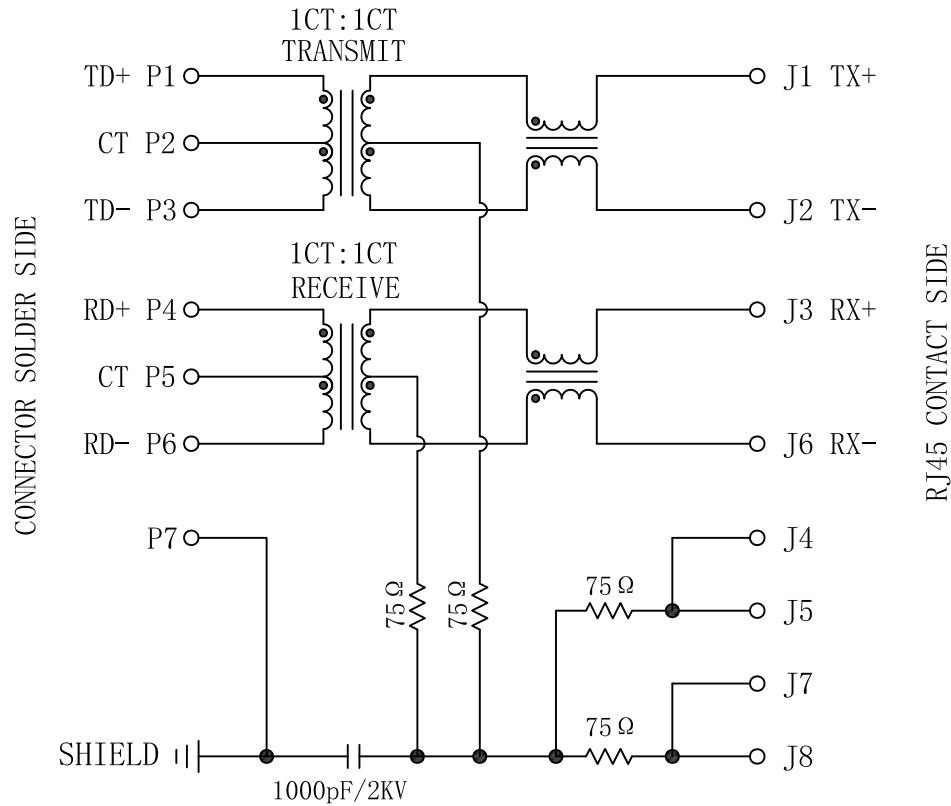 1CT:1CT
TRANSMIT
TD+ P1
J1 TX+
CT P2
TD- P3
J2 TX-
1CT:1CT
RECEIVE
RD+ P4
J3 RX+
CT P5
RD- P6
J6 RX-
CONNECTOR SOLDER SIDE
RJ45 CONTACT SIDE
P7
J4
75Ω
75Ω
75Ω
J5
J7
75Ω
SHIELD
J8
1000pF/2KV